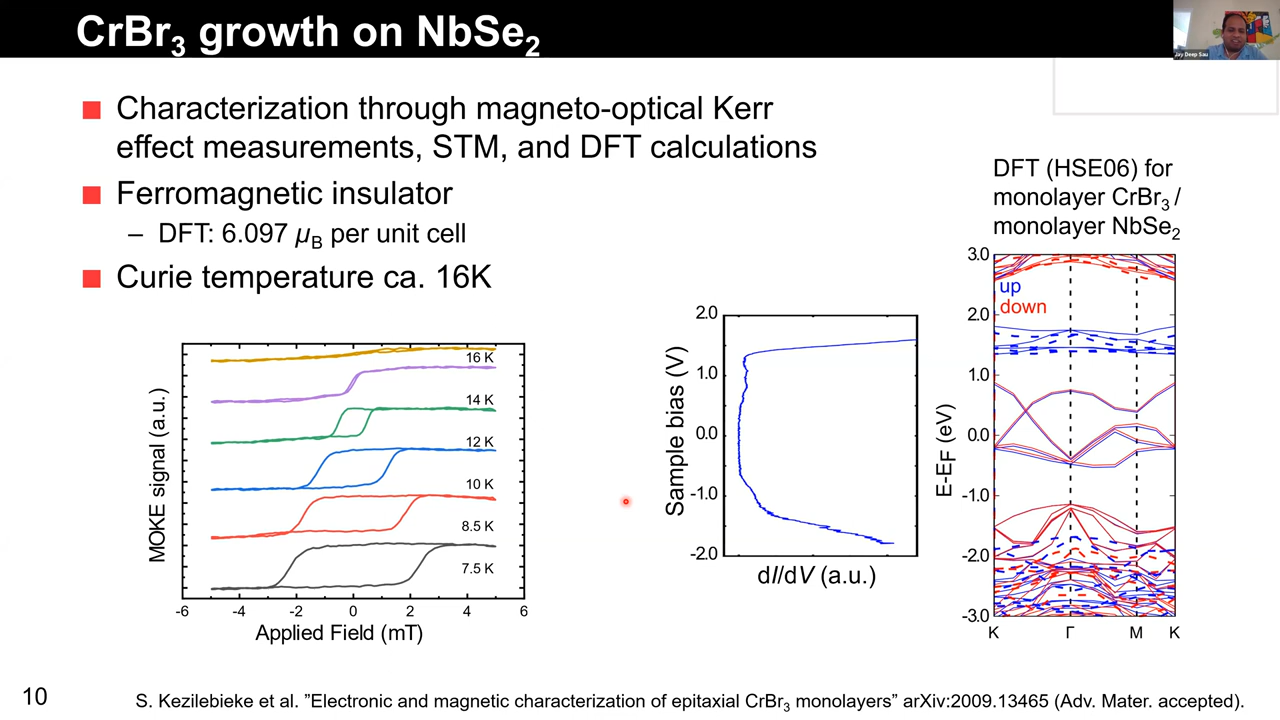 CrBr3 growth on NbSe2
Jay Deep Sau
Characterization through magneto-optical Kerr
effect measurements, STM, and DFT calculations
Ferromagnetic insulator
– DFT: 6.097 μB per unit cell
Curie temperature ca. 16K
DFT (HSE06) for
monolayer CrBr3 /
monolayer NbSe2
MOKE signal (a.u.)
16 K
14 K
12 K
10 K
8.5 K
7.5 K
-6 -4 -2 0 2 4 6
Applied Field (mT)
Sample bias (V)
2.0
1.0
0.0
-1.0
-2.0
dI/dV (a.u.)
E-EF (eV)
3.0
2.0
1.0
0.0
-1.0
-2.0
-3.0
up
down
K Γ M K
10
S. Kezilebieke et al. ”Electronic and magnetic characterization of epitaxial CrBr3 monolayers” arXiv:2009.13465 (Adv. Mater. accepted).